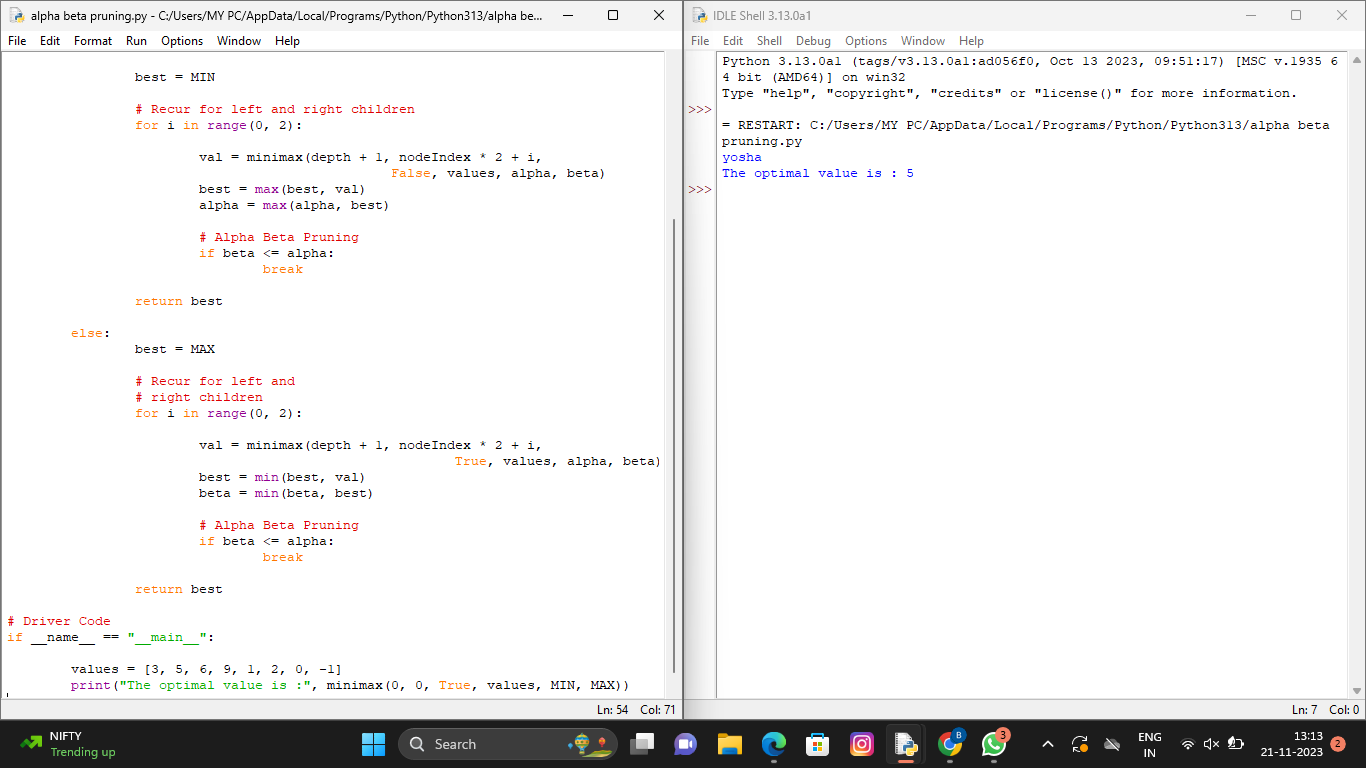 alpha beta pruning.py - C:/Users/MY PC/AppData/Local/Programs/Python/Python313/alpha be...
File Edit Format Run Options Window Help
best = MIN
# Recur for left and right children
for i in range(0, 2):
val = minimax(depth + 1, nodeIndex * 2 + i,
False, values, alpha, beta)
best = max(best, val)
alpha = max(alpha, best)
# Alpha Beta Pruning
if beta <= alpha:
break
return best
else:
best = MAX
# Recur for left and
# right children
for i in range(0, 2):
val = minimax(depth + 1, nodeIndex * 2 + i,
True, values, alpha, beta)
best = min(best, val)
beta = min(beta, best)
# Alpha Beta Pruning
if beta <= alpha:
break
return best
# Driver Code
if __name__ == "__main__":
values = [3, 5, 6, 9, 1, 2, 0, -1]
print("The optimal value is :", minimax(0, 0, True, values, MIN, MAX))
Ln: 54 Col: 71
IDLE Shell 3.13.0a1
File Edit Shell Debug Options Window Help
Python 3.13.0a1 (tags/v3.13.0a1:ad056f0, Oct 13 2023, 09:51:17) [MSC v.1935 6
4 bit (AMD64)] on win32
Type "help", "copyright", "credits" or "license()" for more information.
>>>
= RESTART: C:/Users/MY PC/AppData/Local/Programs/Python/Python313/alpha beta
pruning.py
yosha
The optimal value is : 5
>>>
Ln: 7 Col: 0
NIFTY
Trending up
Search
B
3
ENG
IN
13:13
21-11-2023
2